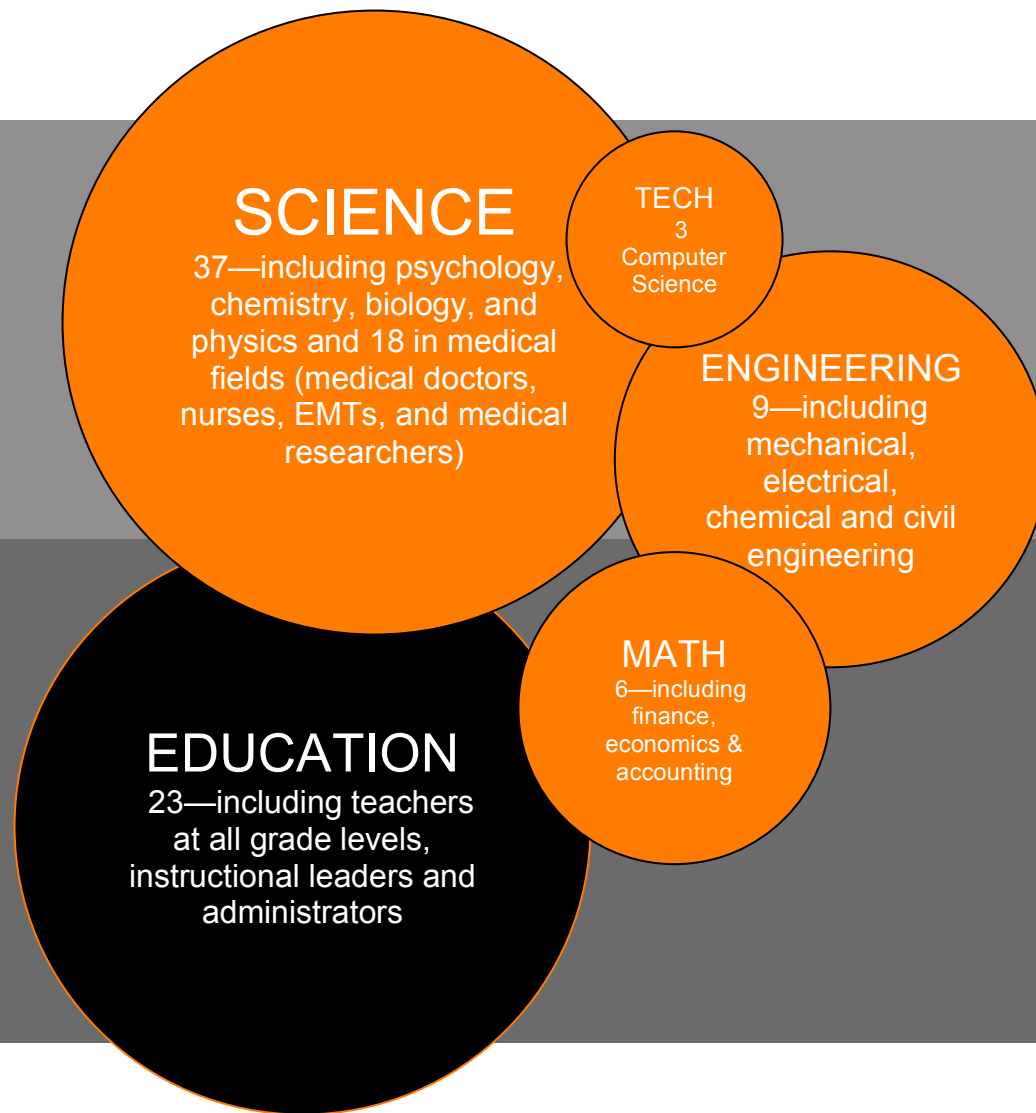 SCIENCE
37—including psychology,
chemistry, biology, and
physics and 18 in medical
fields (medical doctors,
nurses, EMTs, and medical
researchers)
TECH
3
Computer
Science
ENGINEERING
9—including
mechanical,
electrical,
chemical and civil
engineering
MATH
6—including
finance,
economics &
accounting
EDUCATION
23—including teachers
at all grade levels,
instructional leaders and
administrators